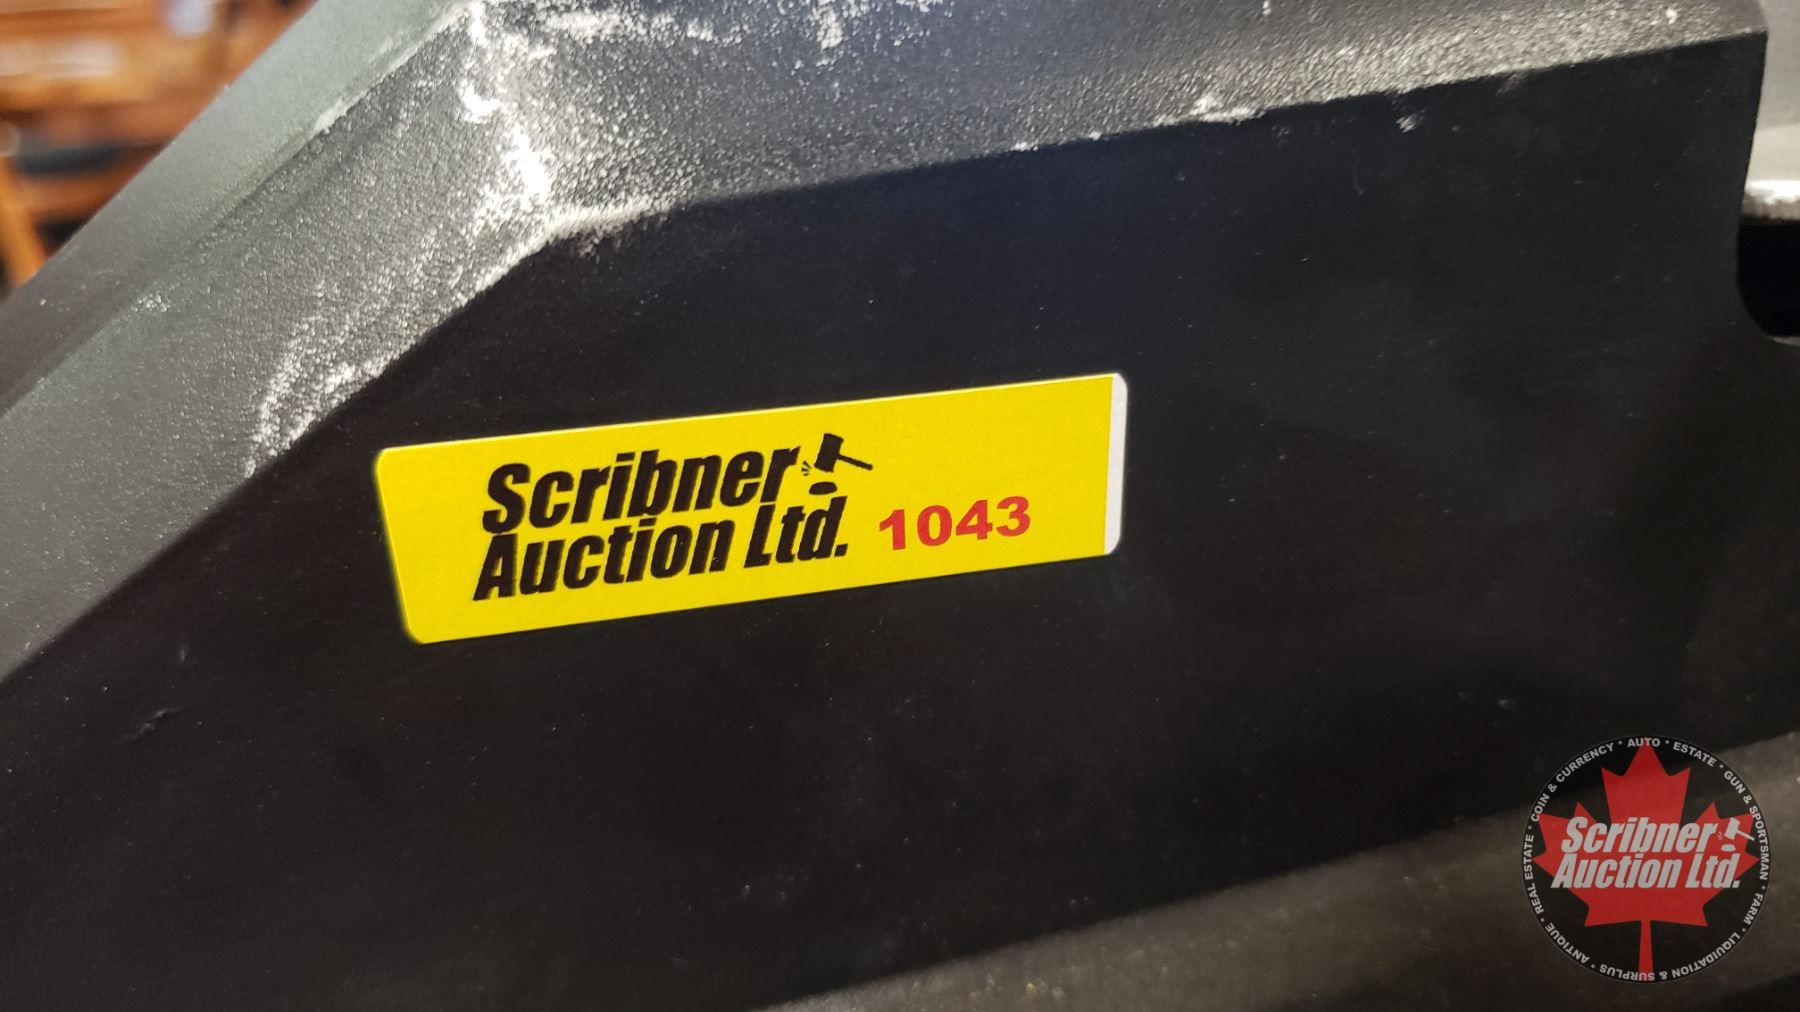 Scribner
Auction Ltd. 1043
COIN & CURRENCY * AUTO * ESTATE * GUN & SPORTSMAN * FARM * LIQUIDATION & SURPLUS * ANTIQUE * REAL ESTATE *
Scribner
Auction Ltd.